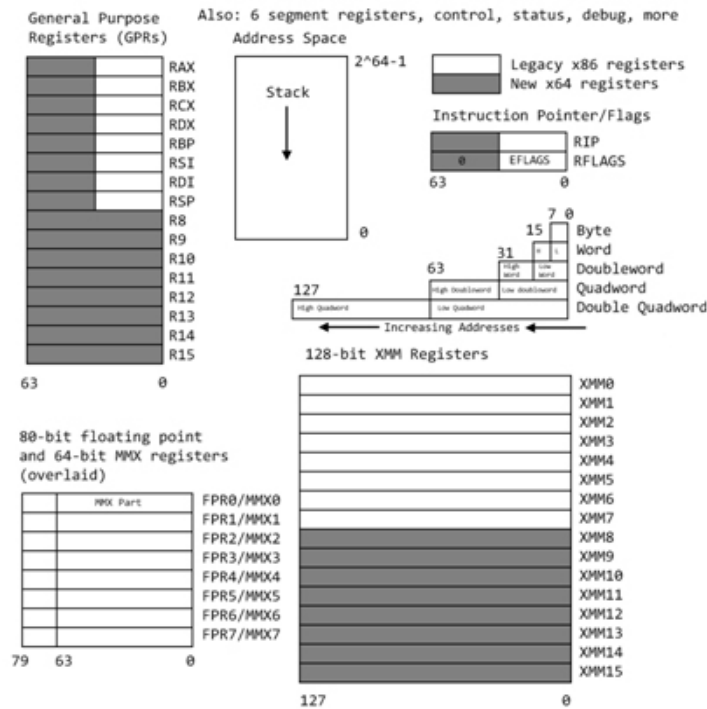 General Purpose
Registers (GPRs)
RAX
RBX
RCX
RDX
RBP
RSI
RDI
RSP
R8
R9
R10
R11
R12
R13
R14
R15
63 0
Also: 6 segment registers, control, status, debug, more
Address Space
2^64-1
Stack
0
Legacy x86 registers
New x64 registers
Instruction Pointer/Flags
RIP
0 EFLAGS RFLAGS
63 0
7 0
Byte
15
H L Word
31
High Word Low Word Doubleword
63
High Doubleword Low doubleword Quadword
127
High Quadword Low Quadword Double Quadword
Increasing Addresses
80-bit floating point
and 64-bit MMX registers
(overlaid)
MMX Part FPR0/MMX0
FPR1/MMX1
FPR2/MMX2
FPR3/MMX3
FPR4/MMX4
FPR5/MMX5
FPR6/MMX6
FPR7/MMX7
79 63 0
128-bit XMM Registers
XMM0
XMM1
XMM2
XMM3
XMM4
XMM5
XMM6
XMM7
XMM8
XMM9
XMM10
XMM11
XMM12
XMM13
XMM14
XMM15
127 0